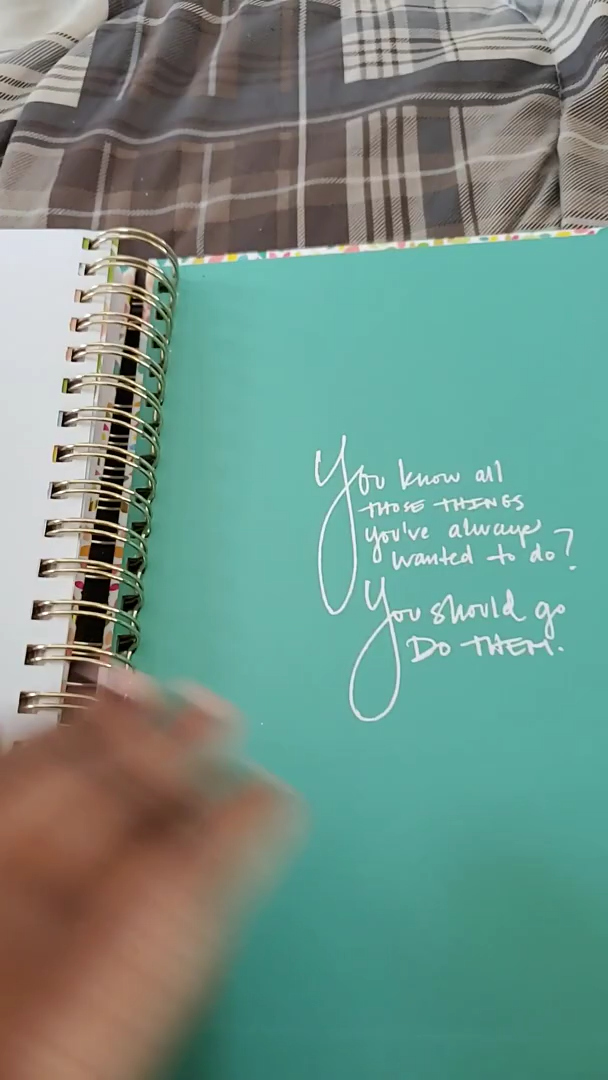 You know all
THOSE THINGS
you've always
wanted to do?
You should go
DO THEM.